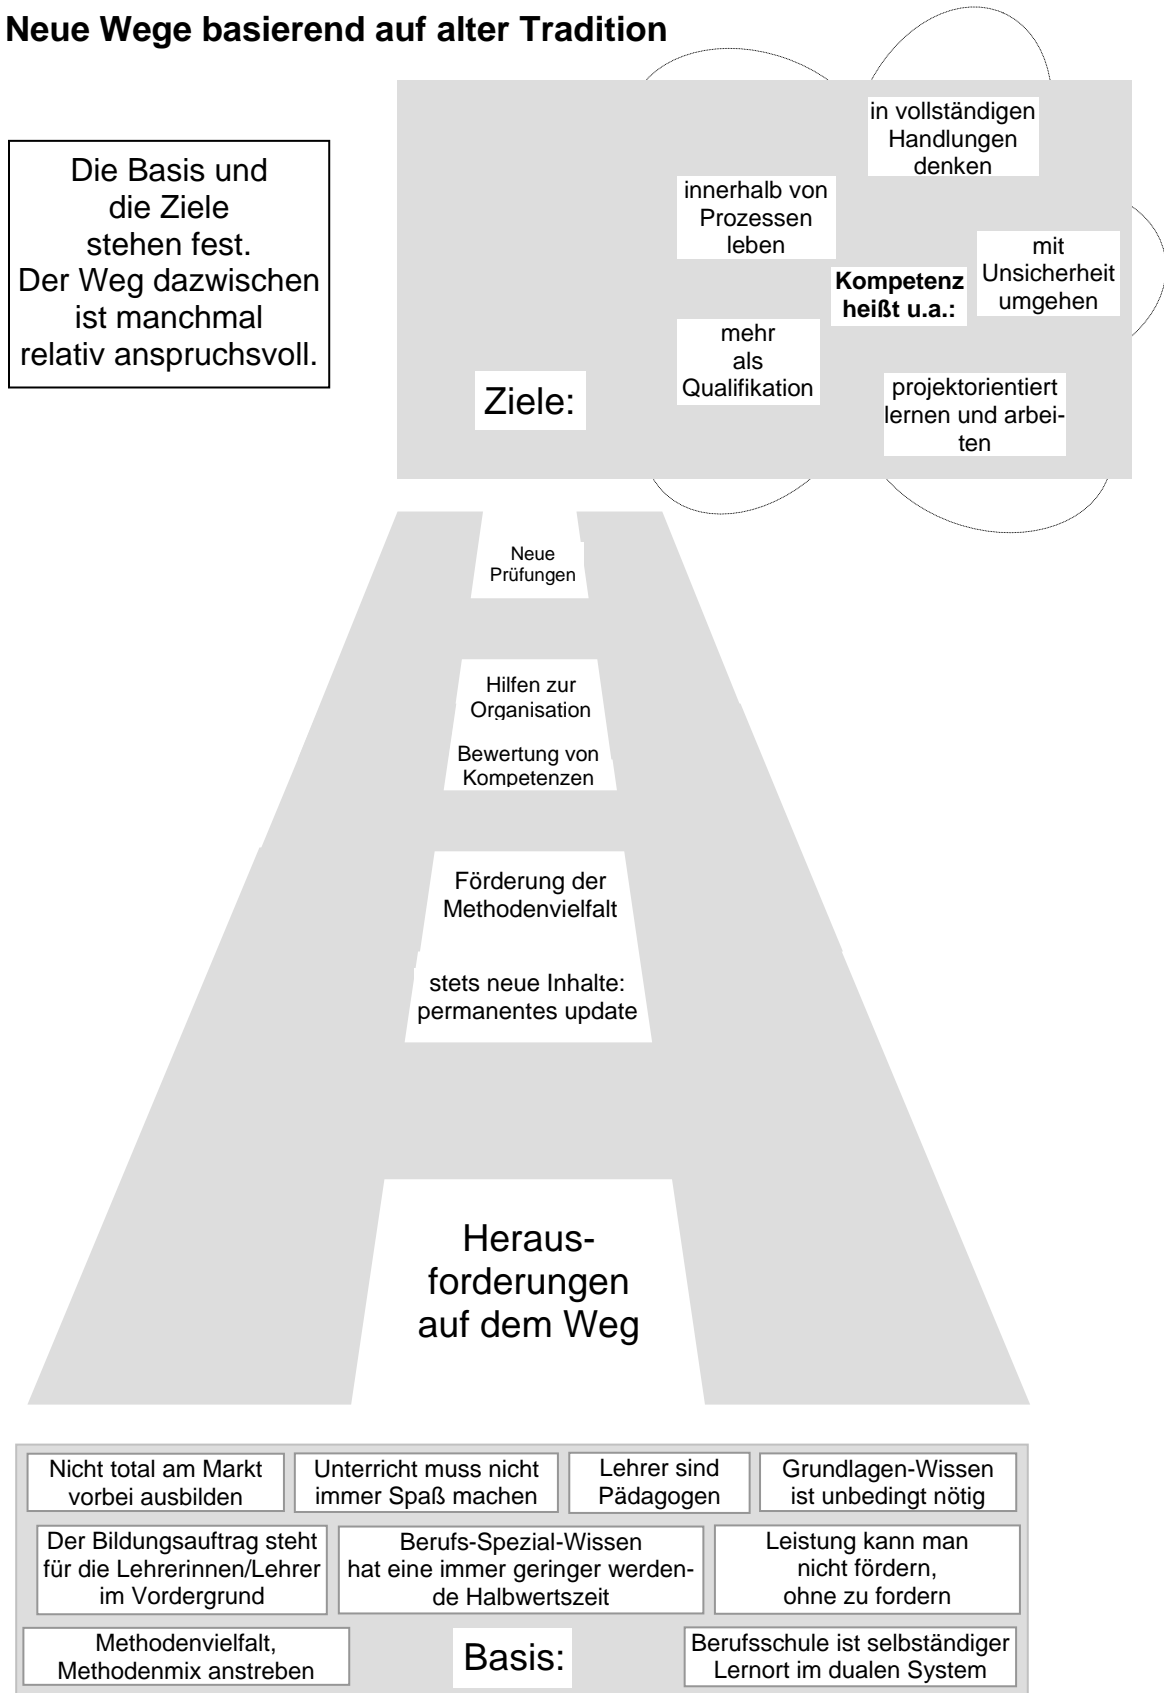 Neue Wege basierend auf alter Tradition
Die Basis und
die Ziele
stehen fest.
Der Weg dazwischen
ist manchmal
relativ anspruchsvoll.
in vollständigen
Handlungen
denken
innerhalb von
Prozessen
leben
mit
Unsicherheit
umgehen
Kompetenz
heißt u.a.:
mehr
als
Qualifikation
projektorientiert
lernen und arbei-
ten
Ziele:
Neue
Prüfungen
Hilfen zur
Organisation
Bewertung von
Kompetenzen
Förderung der
Methodenvielfalt
stets neue Inhalte:
permanentes update
Heraus-
forderungen
auf dem Weg
Nicht total am Markt
vorbei ausbilden
Unterricht muss nicht
immer Spaß machen
Lehrer sind
Pädagogen
Grundlagen-Wissen
ist unbedingt nötig
Der Bildungsauftrag steht
für die Lehrerinnen/Lehrer
im Vordergrund
Berufs-Spezial-Wissen
hat eine immer geringer werden-
de Halbwertszeit
Leistung kann man
nicht fördern,
ohne zu fordern
Methodenvielfalt,
Methodenmix anstreben
Basis:
Berufsschule ist selbständiger
Lernort im dualen System